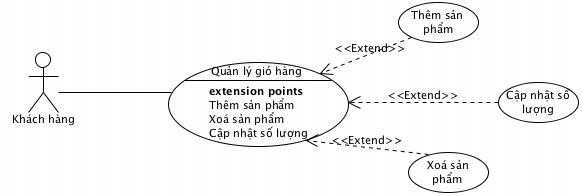 Thêm sản
phẩm
<<Extend>>
Quản lý giỏ hàng
extension points
Thêm sản phẩm
Xoá sản phẩm
Cập nhật số lượng
<<Extend>>
Cập nhật số
lượng
Khách hàng
<<Extend>>
Xoá sản
phẩm